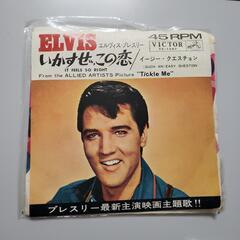 ELVIS エルヴィス・プレスリー
45 RPM
VICTOR
いかすぜ、この恋
IT FEELS SO RIGHT
イージー・クエスチョン
(SUCH AN) EASY QUESTION
From the ALLIED ARTISTS Picture "Tickle Me"
プレスリー最新主演映画主題歌!!